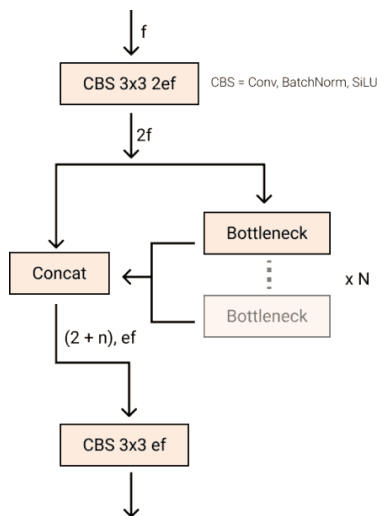 f
CBS 3x3 2ef
CBS = Conv, BatchNorm, SiLU
2f
Bottleneck
Concat
x N
Bottleneck
(2 + n), ef
CBS 3x3 ef